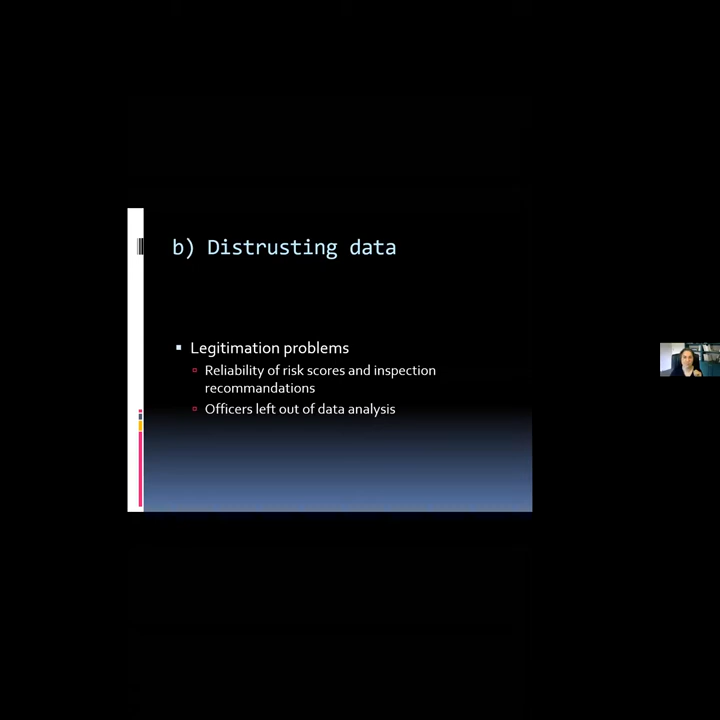 b) Distrusting data
Legitimation problems
Reliability of risk scores and inspection
recommandations
Officers left out of data analysis